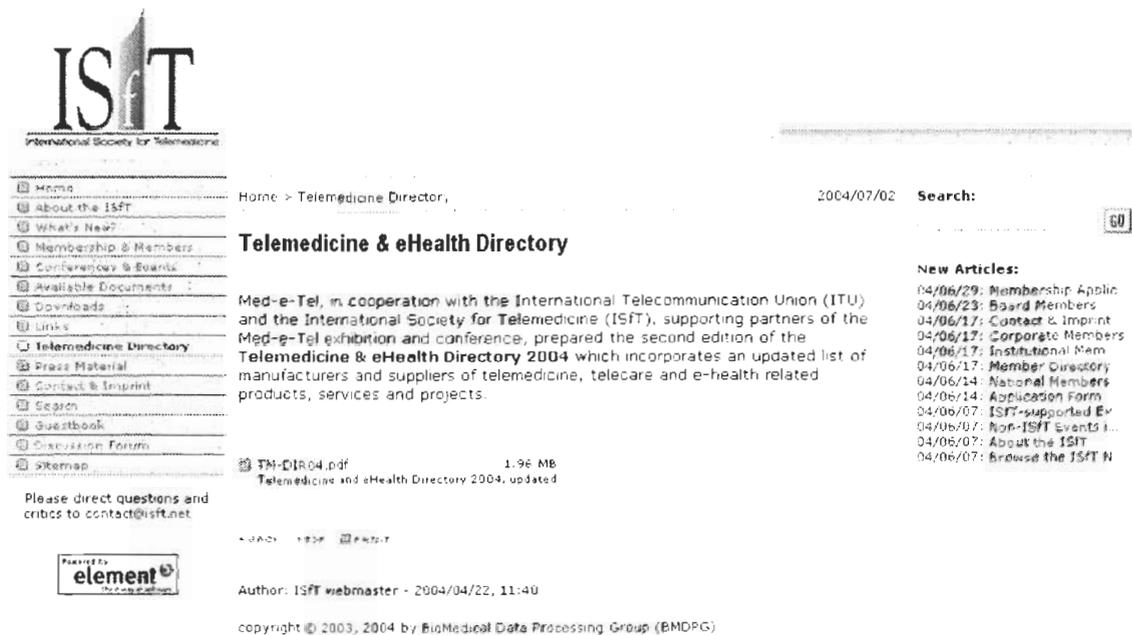 ISfT
International Society for Telemedicine
Home
About the ISfT
What's New?
Membership & Members
Conferences & Events
Available Documents
Downloads
Links
Telemedicine Directory
Press Material
Contact & Imprint
Search
Guestbook
Discussion Forum
Sitemap
Please direct questions and
critics to contact@isft.net
Powered by
element
Home > Telemedicine Director
2004/07/02
Telemedicine & eHealth Directory
Med-e-Tel, in cooperation with the International Telecommunication Union (ITU)
and the International Society for Telemedicine (ISfT), supporting partners of the
Med-e-Tel exhibition and conference, prepared the second edition of the
Telemedicine & eHealth Directory 2004 which incorporates an updated list of
manufacturers and suppliers of telemedicine, telecare and e-health related
products, services and projects.
TM-DIR04.pdf 1.96 MB
Telemedicine and eHealth Directory 2004, updated
BACK TOP PRINT
Author: ISfT webmaster - 2004/04/22, 11:40
copyright © 2003, 2004 by BioMedical Data Processing Group (BMDPG)
Search:
GO
New Articles:
04/06/29: Membership Applic
04/06/23: Board Members
04/06/17: Contact & Imprint
04/06/17: Corporate Members
04/06/17: Institutional Mem
04/06/17: Member Directory
04/06/14: National Members
04/06/14: Application Form
04/06/07: ISfT-supported Ev
04/06/07: Non-ISfT Events i...
04/06/07: About the ISfT
04/06/07: Browse the ISfT N